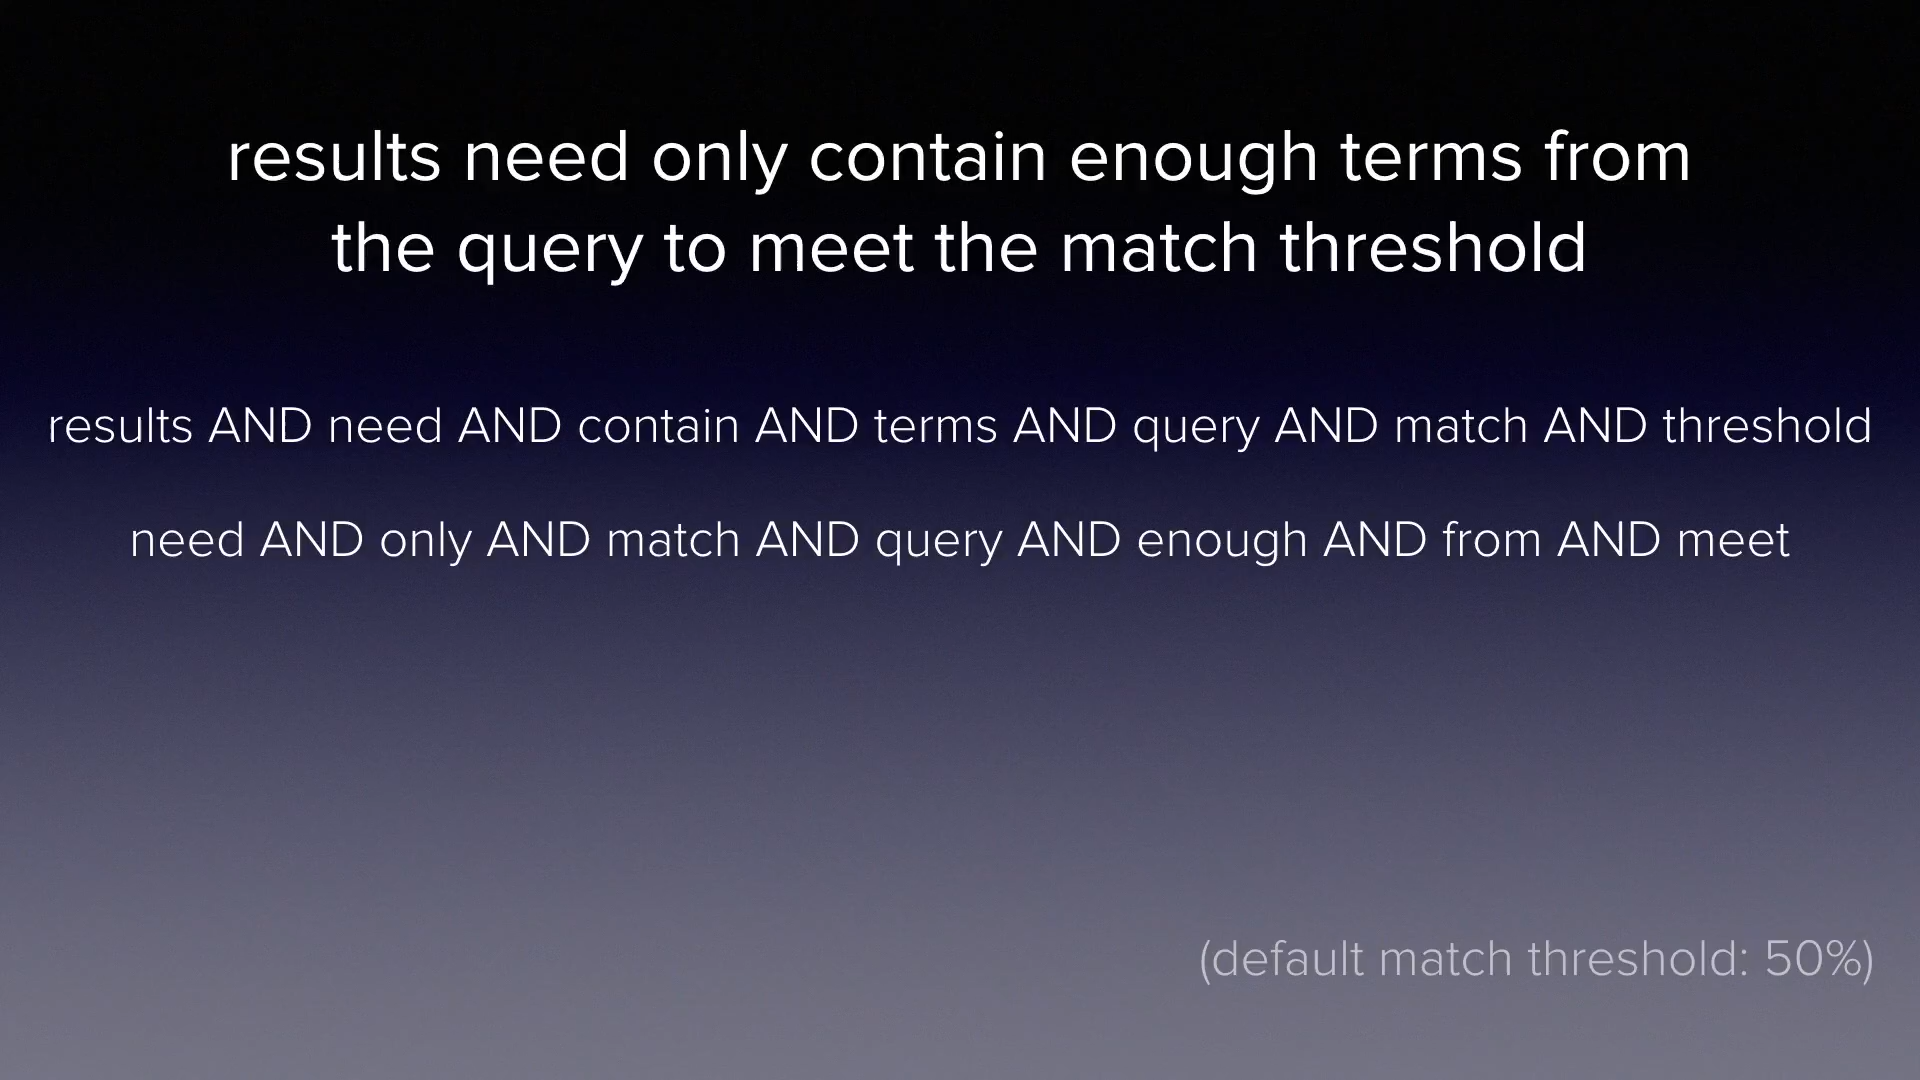 results need only contain enough terms from
the query to meet the match threshold
results AND need AND contain AND terms AND query AND match AND threshold
need AND only AND match AND query AND enough AND from AND meet
(default match threshold: 50%)